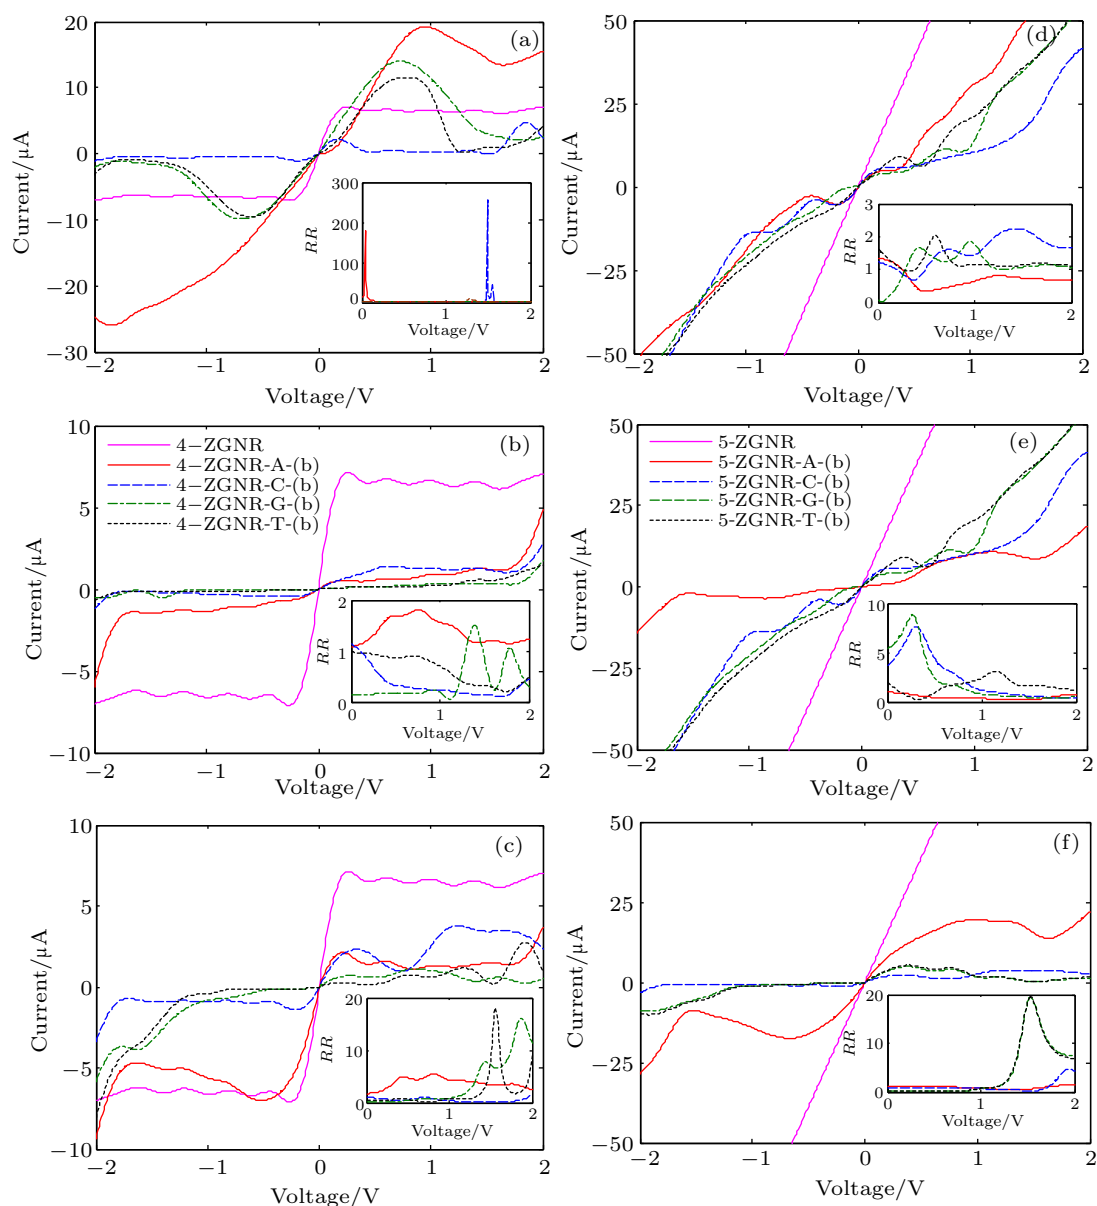 (a)
Current/μA
20
10
0
−10
−20
−30
−2
−1
0
1
2
Voltage/V
RR
300
200
100
0
0
1
2
Voltage/V
(d)
Current/μA
50
25
0
−25
−50
−2
−1
0
1
2
Voltage/V
RR
3
2
1
0
0
1
2
Voltage/V
(b)
4−ZGNR
4−ZGNR-A-(b)
4−ZGNR-C-(b)
4−ZGNR-G-(b)
4−ZGNR-T-(b)
Current/μA
10
5
0
−5
−10
−2
−1
0
1
2
Voltage/V
RR
2
1
0
0
1
2
Voltage/V
(e)
5-ZGNR
5-ZGNR-A-(b)
5-ZGNR-C-(b)
5-ZGNR-G-(b)
5-ZGNR-T-(b)
Current/μA
50
25
0
−25
−50
−2
−1
0
1
2
Voltage/V
RR
10
5
0
0
1
2
Voltage/V
(c)
Current/μA
10
5
0
−5
−10
−2
−1
0
1
2
Voltage/V
RR
20
10
0
0
1
2
Voltage/V
(f)
Current/μA
50
25
0
−25
−50
−2
−1
0
1
2
Voltage/V
RR
20
10
0
0
1
2
Voltage/V